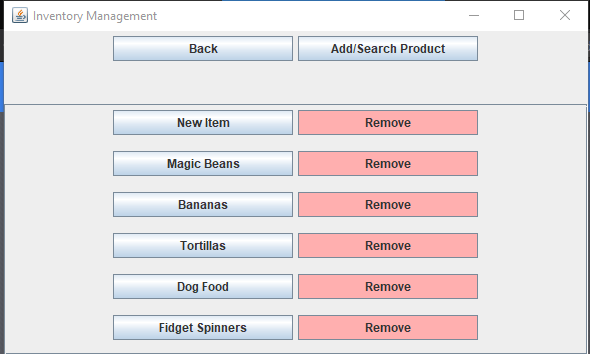 Inventory Management
Back Add/Search Product
New Item Remove
Magic Beans Remove
Bananas Remove
Tortillas Remove
Dog Food Remove
Fidget Spinners Remove